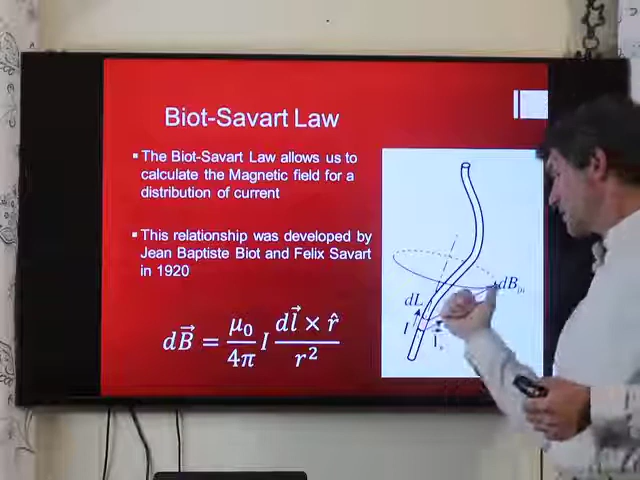 Biot-Savart Law
▪ The Biot-Savart Law allows us to
calculate the Magnetic field for a
distribution of current
▪ This relationship was developed by
Jean Baptiste Biot and Felix Savart
in 1920
dB⃗ = μ₀/4π I dl⃗ × r̂/r²
dB
dL
I